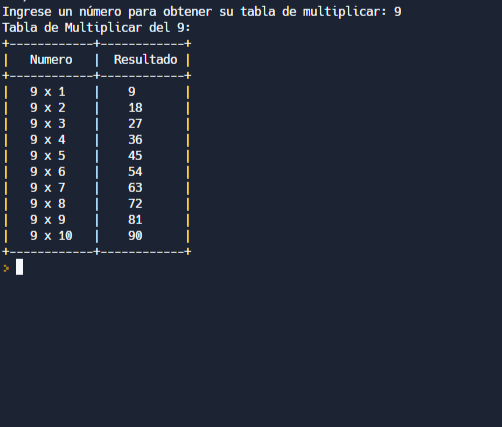 Ingrese un número para obtener su tabla de multiplicar: 9
Tabla de Multiplicar del 9:
+------------+------------+
|   Numero   |  Resultado |
+------------+------------+
|   9 x 1    |    9       |
|   9 x 2    |    18      |
|   9 x 3    |    27      |
|   9 x 4    |    36      |
|   9 x 5    |    45      |
|   9 x 6    |    54      |
|   9 x 7    |    63      |
|   9 x 8    |    72      |
|   9 x 9    |    81      |
|   9 x 10   |    90      |
+------------+------------+
>